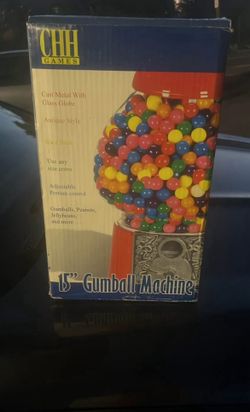 CHH
GAMES
Cast Metal With
Glass Globe
Antique Style
Use any
size coins
Adjustable
Portion control
Gumballs, Peanuts,
Jellybeans,
and more
15" Gumball Machine